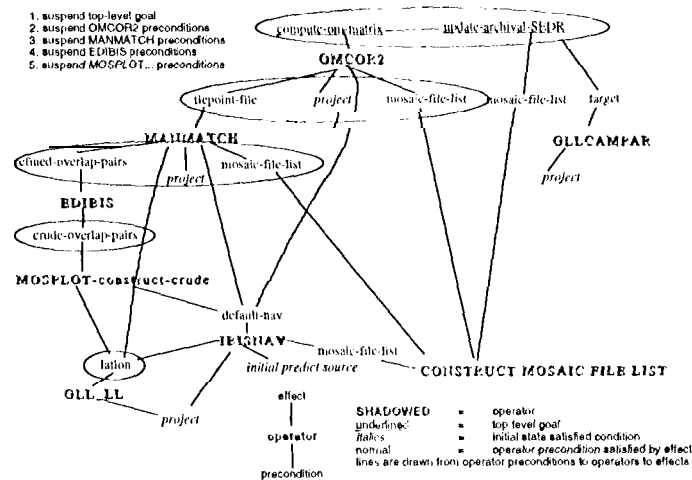 1. suspend top-level goal
2. suspend OMCOR2 preconditions
3. suspend MANMATCH preconditions
4. suspend EDIBIS preconditions
5. suspend MOSPLOT... preconditions
compute-om-matrix update-archival-SEDR
OMCOR2
tiepoint-file project mosaic-file-list mosaic-file-list target
MANMATCH GLLCAMPAR
efined-overlap-pairs project mosaic-file-list project
EDIBIS
crude-overlap-pairs
MOSPLOT-construct-crude
default-nav
IBISNAV
mosaic-file-list
latlon initial predict source CONSTRUCT MOSAIC FILE LIST
GLL_LL project
effect
operator
precondition
SHADOWED = operator
underlined = top level goal
Italics = initial state satisfied condition
normal = operator precondition satisfied by effect
lines are drawn from operator preconditions to operators to effects